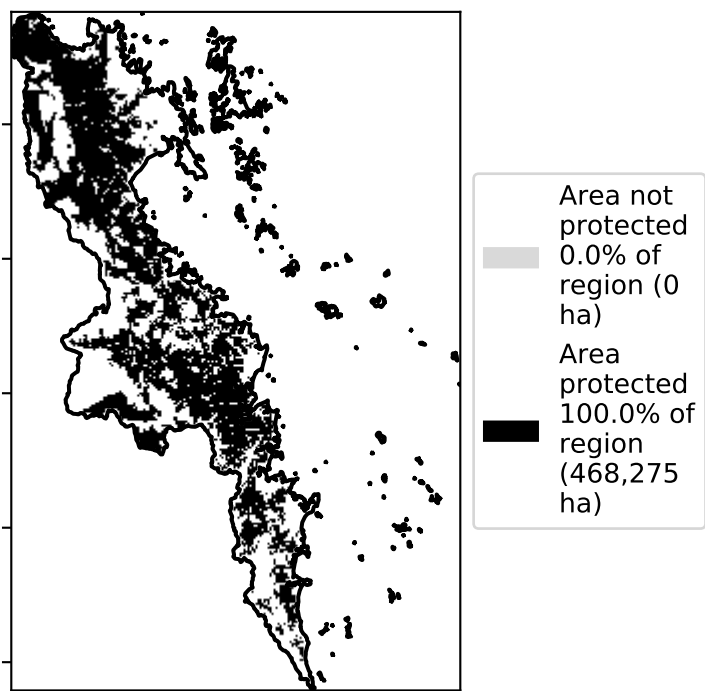 Area not
protected
0.0% of
region (0
ha)
Area
protected
100.0% of
region
(468,275
ha)